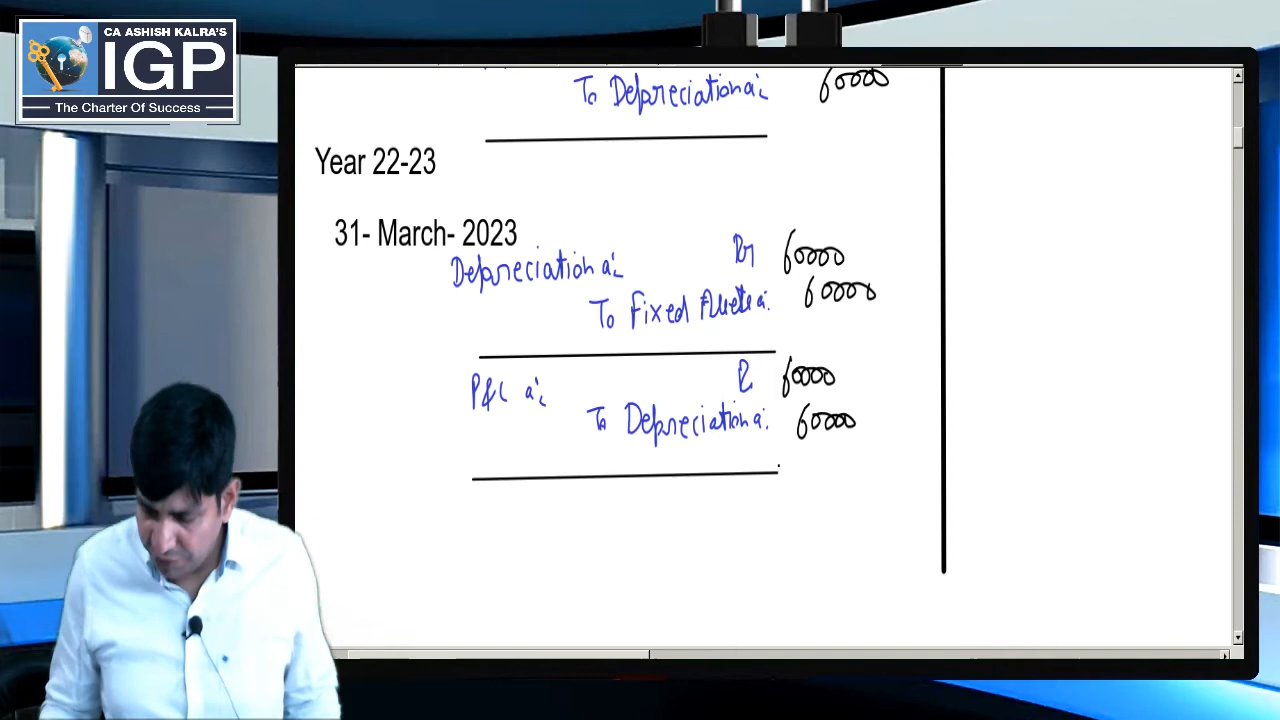 CA ASHISH KALRA'S
IGP
The Charter Of Success
To Depreciation a/c 60000
Year 22-23
31- March- 2023
Depreciation a/c Dr 60000
To Fixed Assets a/c 60000
P&L a/c Dr 60000
To Depreciation a/c 60000